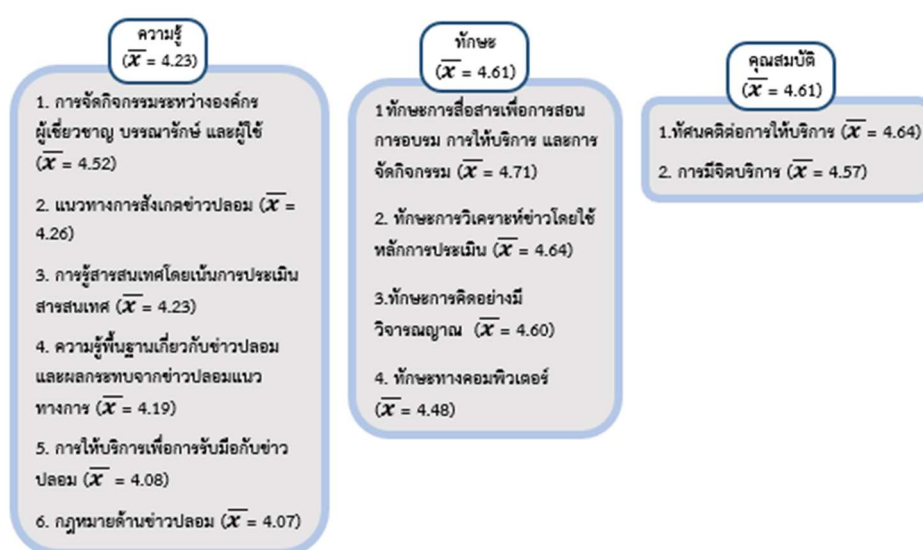 ความรู้
(x̄ = 4.23)
1. การจัดกิจกรรมระหว่างองค์กร
ผู้เชี่ยวชาญ บรรณารักษ์ และผู้ใช้
(x̄ = 4.52)
2. แนวทางการสังเกตข่าวปลอม (x̄ =
4.26)
3. การรู้สารสนเทศโดยเน้นการประเมิน
สารสนเทศ (x̄ = 4.23)
4. ความรู้พื้นฐานเกี่ยวกับข่าวปลอม
และผลกระทบจากข่าวปลอมแนว
ทางการ (x̄ = 4.19)
5. การให้บริการเพื่อการรับมือกับข่าว
ปลอม (x̄ = 4.08)
6. กฎหมายด้านข่าวปลอม (x̄ = 4.07)
ทักษะ
(x̄ = 4.61)
1ทักษะการสื่อสารเพื่อการสอน
การอบรม การให้บริการ และการ
จัดกิจกรรม (x̄ = 4.71)
2. ทักษะการวิเคราะห์ข่าวโดยใช้
หลักการประเมิน (x̄ = 4.64)
3.ทักษะการคิดอย่างมี
วิจารณญาณ (x̄ = 4.60)
4. ทักษะทางคอมพิวเตอร์
(x̄ = 4.48)
คุณสมบัติ
(x̄ = 4.61)
1.ทัศนคติต่อการให้บริการ (x̄ = 4.64)
2. การมีจิตบริการ (x̄ = 4.57)